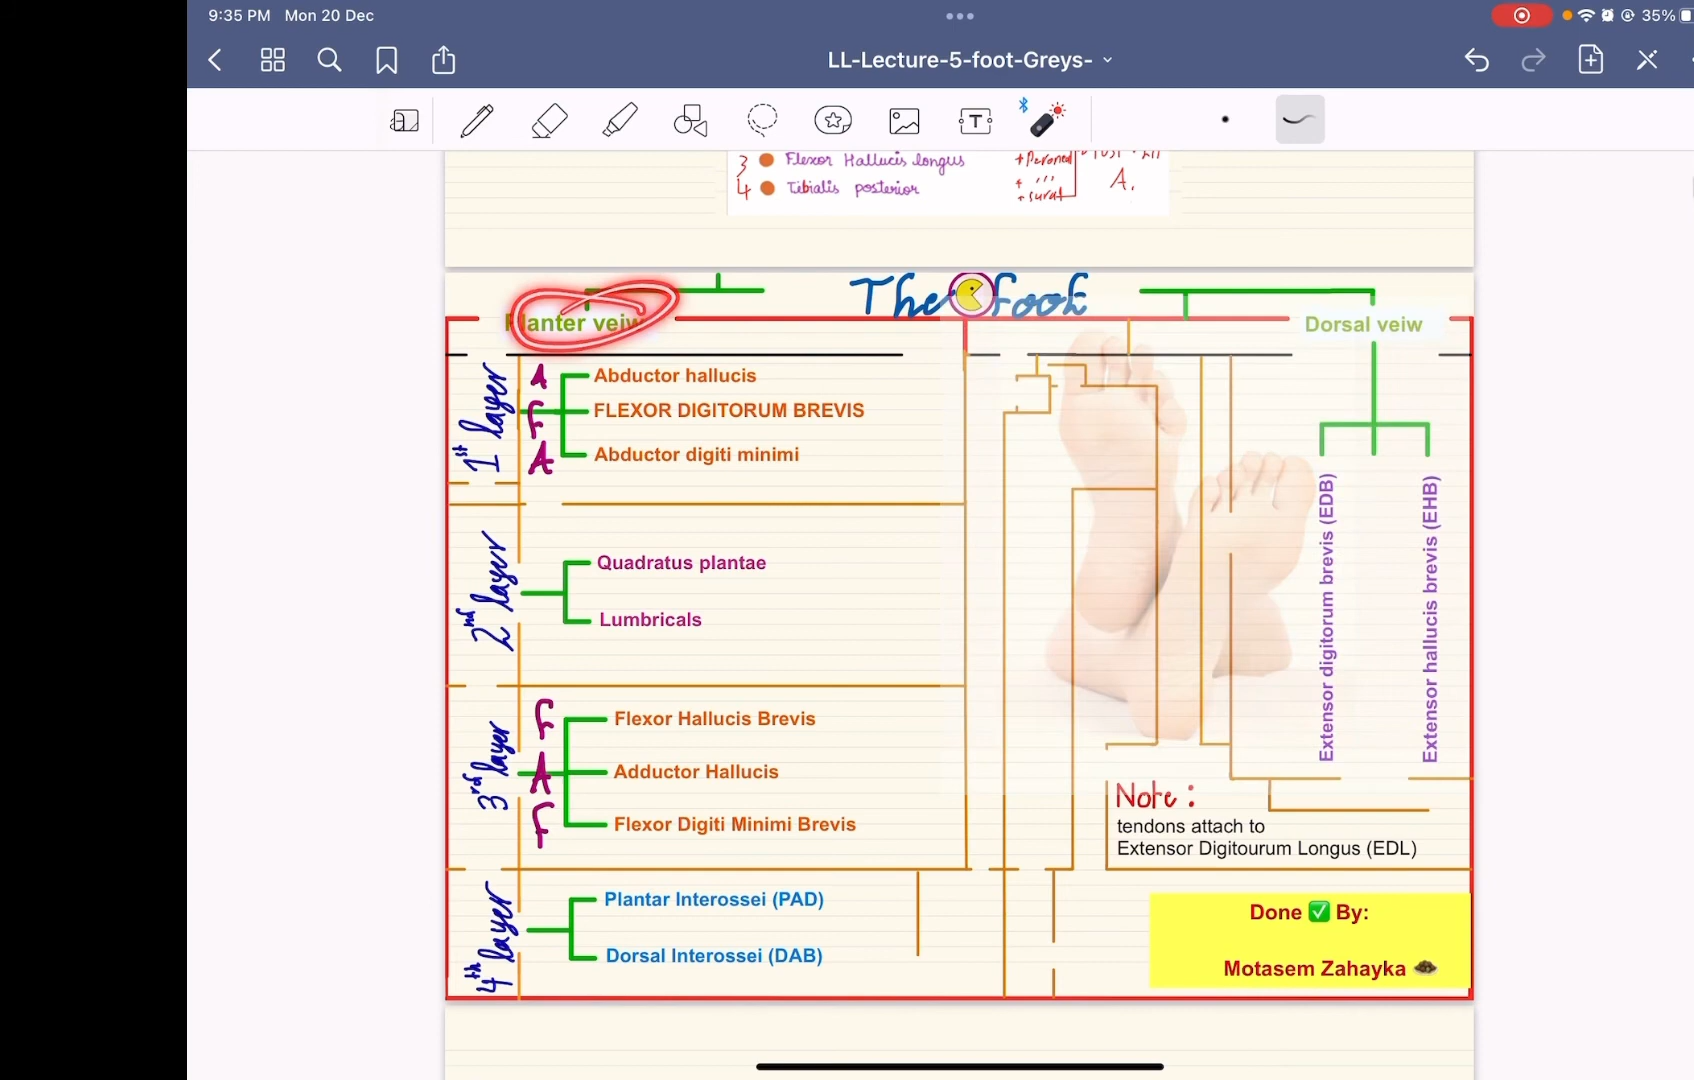 9:35 PM Mon 20 Dec
35%
LL-Lecture-5-foot-Greys-
T
3 Flexor Hallucis longus
4 Tibialis posterior
+ Peroneal
+ sural
A.
The foot
Planter veiw
Dorsal veiw
1st layer
A
F
A
Abductor hallucis
FLEXOR DIGITORUM BREVIS
Abductor digiti minimi
2nd layer
Quadratus plantae
Lumbricals
3rd layer
F
A
F
Flexor Hallucis Brevis
Adductor Hallucis
Flexor Digiti Minimi Brevis
4th layer
Plantar Interossei (PAD)
Dorsal Interossei (DAB)
Extensor digitorum brevis (EDB)
Extensor hallucis brevis (EHB)
Note:
tendons attach to
Extensor Digitourum Longus (EDL)
Done ✅ By:
Motasem Zahayka